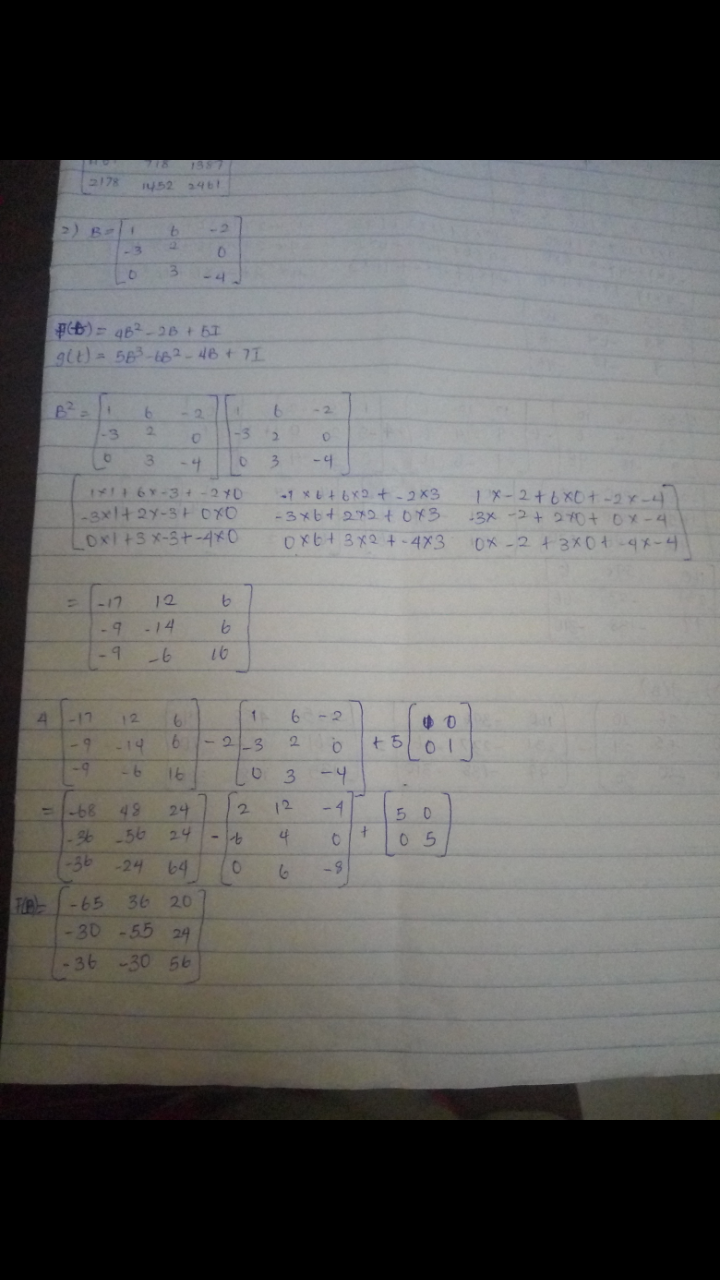 718 1387
2178 1452 2461
2) B = [1 6 -2
-3 2 0
0 3 -4]
F(t) = 4B² - 2B + 5I
g(t) = 5B³ - 6B² - 4B + 7I
B² = [1 6 -2] [1 6 -2]
[-3 2 0] [-3 2 0]
[0 3 -4] [0 3 -4]
[1×1+6×-3+-2×0 1×6+6×2+-2×3 1×-2+6×0+-2×-4
-3×1+2×-3+0×0 -3×6+2×2+0×3 -3×-2+2×0+0×-4
0×1+3×-3+-4×0 0×6+3×2+-4×3 0×-2+3×0+-4×-4]
= [-17 12 6
-9 -14 6
-9 -6 16]
4 [-17 12 6] [1 6 -2] [1 0]
[-9 -14 6] - 2 [-3 2 0] + 5 [0 1]
[-9 -6 16] [0 3 -4]
= [-68 48 24] [2 12 -4] [5 0]
[-36 -56 24] - [-6 4 0] + [0 5]
[-36 -24 64] [0 6 -8]
F(B) = [-65 36 20
-30 -55 24
-36 -30 56]